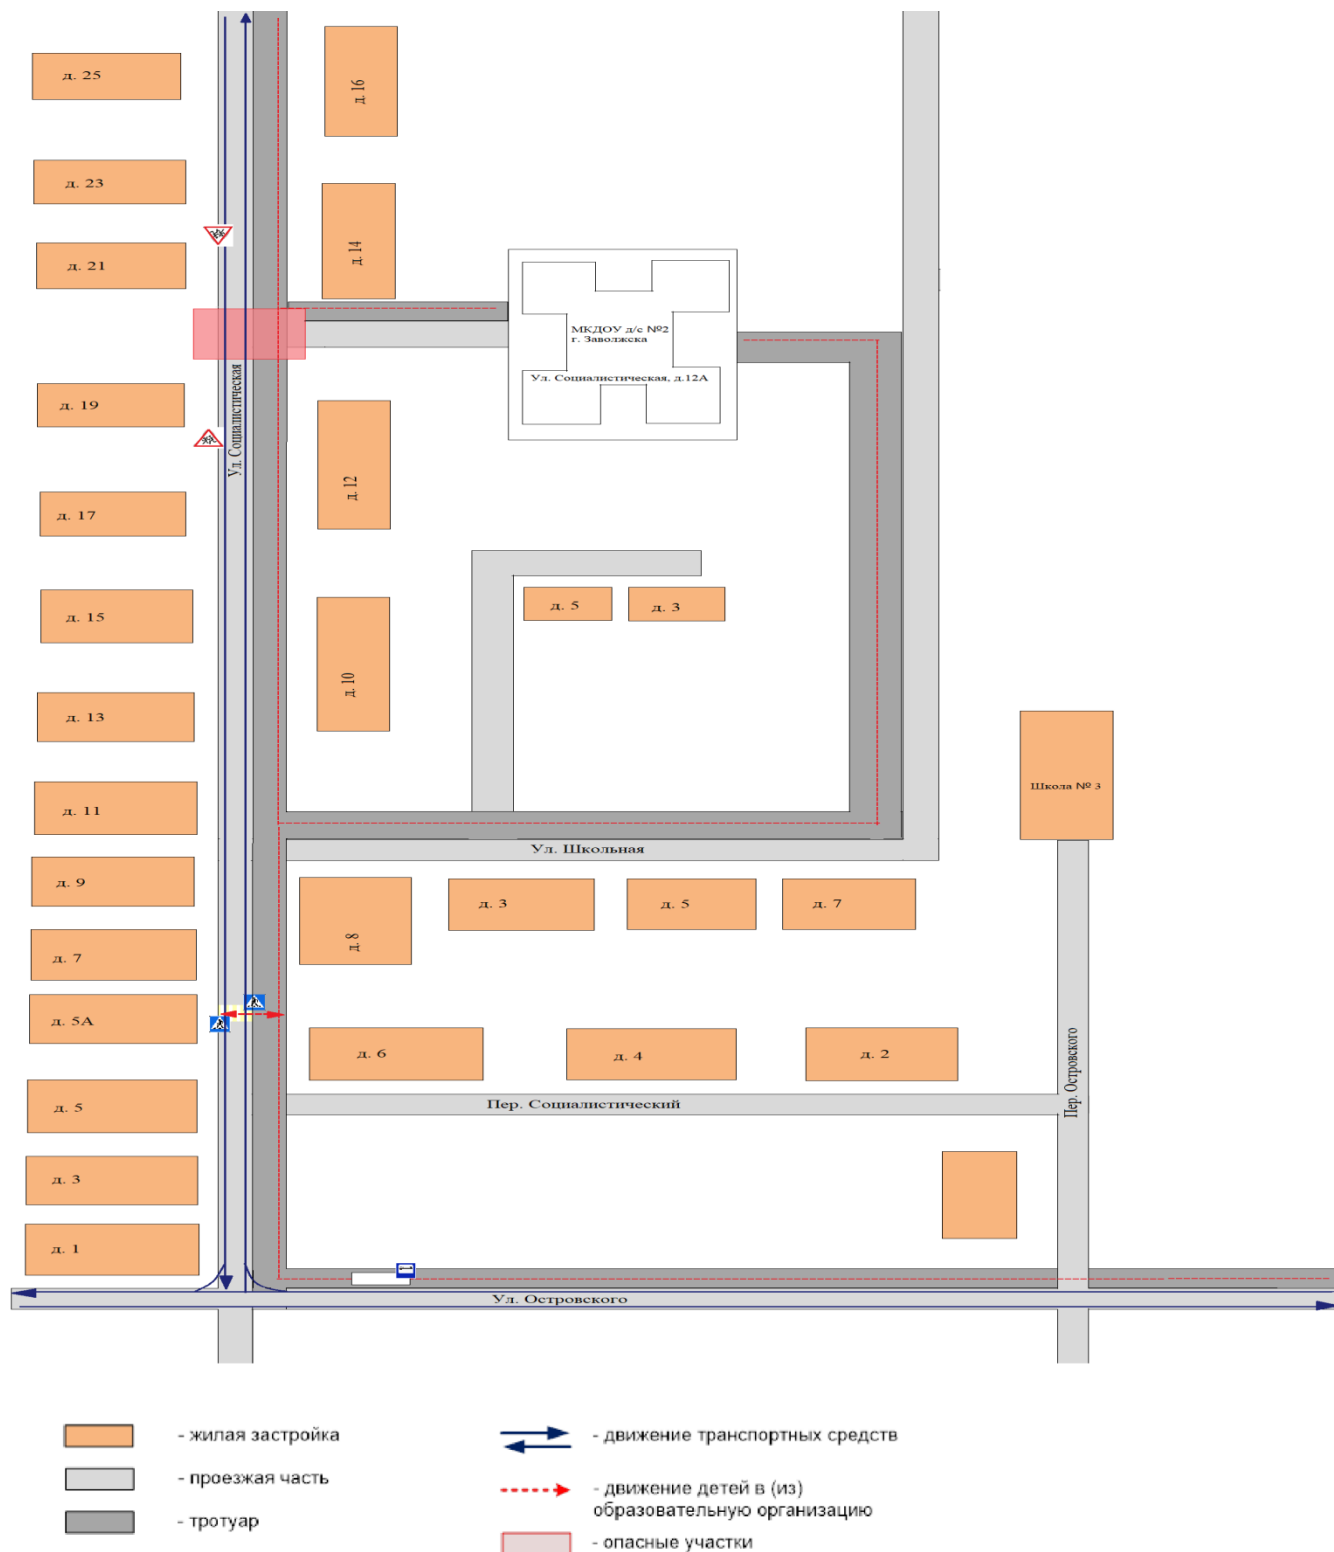 д. 25
д. 16
д. 23
д. 14
д. 21
МКДОУ д/с №2
г. Заволжска
Ул. Социалистическая, д.12А
Ул. Социалистическая
д. 19
д. 12
д. 17
д. 5
д. 3
д. 15
д. 10
д. 13
Школа № 3
д. 11
Ул. Школьная
д. 9
д. 3
д. 5
д. 7
д. 8
д. 7
д. 5А
д. 6
д. 4
д. 2
Пер. Островского
д. 5
Пер. Социалистический
д. 3
д. 1
Ул. Островского
- жилая застройка
- проезжая часть
- тротуар
- движение транспортных средств
- движение детей в (из)
образовательную организацию
- опасные участки